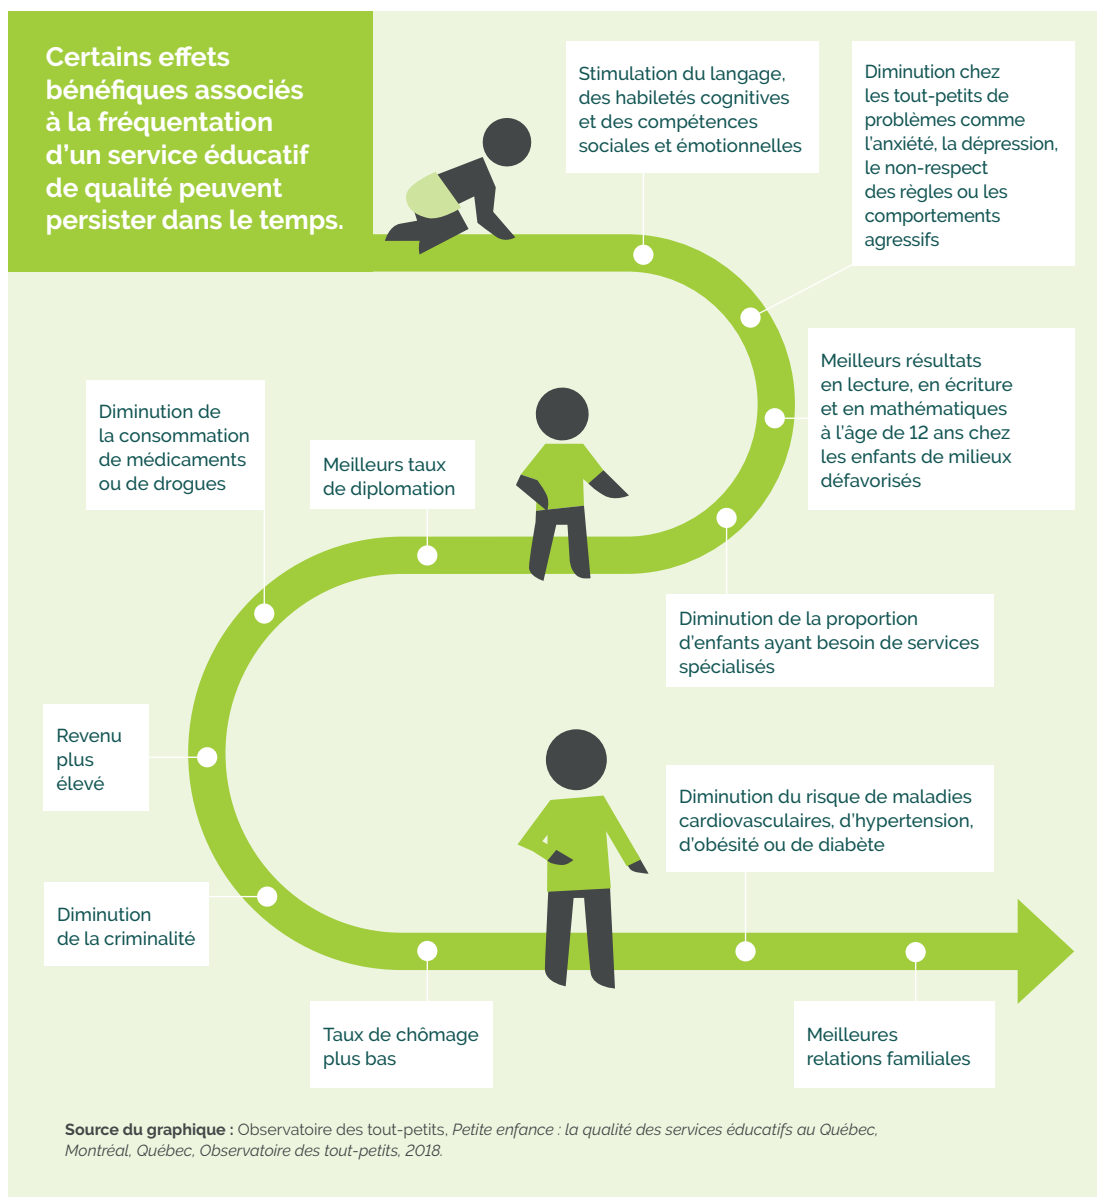 Certains effets
bénéfiques associés
à la fréquentation
d’un service éducatif
de qualité peuvent
persister dans le temps.
Stimulation du langage,
des habiletés cognitives
et des compétences
sociales et émotionnelles
Diminution chez
les tout-petits de
problèmes comme
l’anxiété, la dépression,
le non-respect
des règles ou les
comportements
agressifs
Meilleurs résultats
en lecture, en écriture
et en mathématiques
à l’âge de 12 ans chez
les enfants de milieux
défavorisés
Diminution de la proportion
d’enfants ayant besoin de services
spécialisés
Meilleurs taux
de diplomation
Diminution de
la consommation
de médicaments
ou de drogues
Revenu
plus
élevé
Diminution
de la criminalité
Taux de chômage
plus bas
Diminution du risque de maladies
cardiovasculaires, d’hypertension,
d’obésité ou de diabète
Meilleures
relations familiales
Source du graphique : Observatoire des tout-petits, Petite enfance : la qualité des services éducatifs au Québec,
Montréal, Québec, Observatoire des tout-petits, 2018.